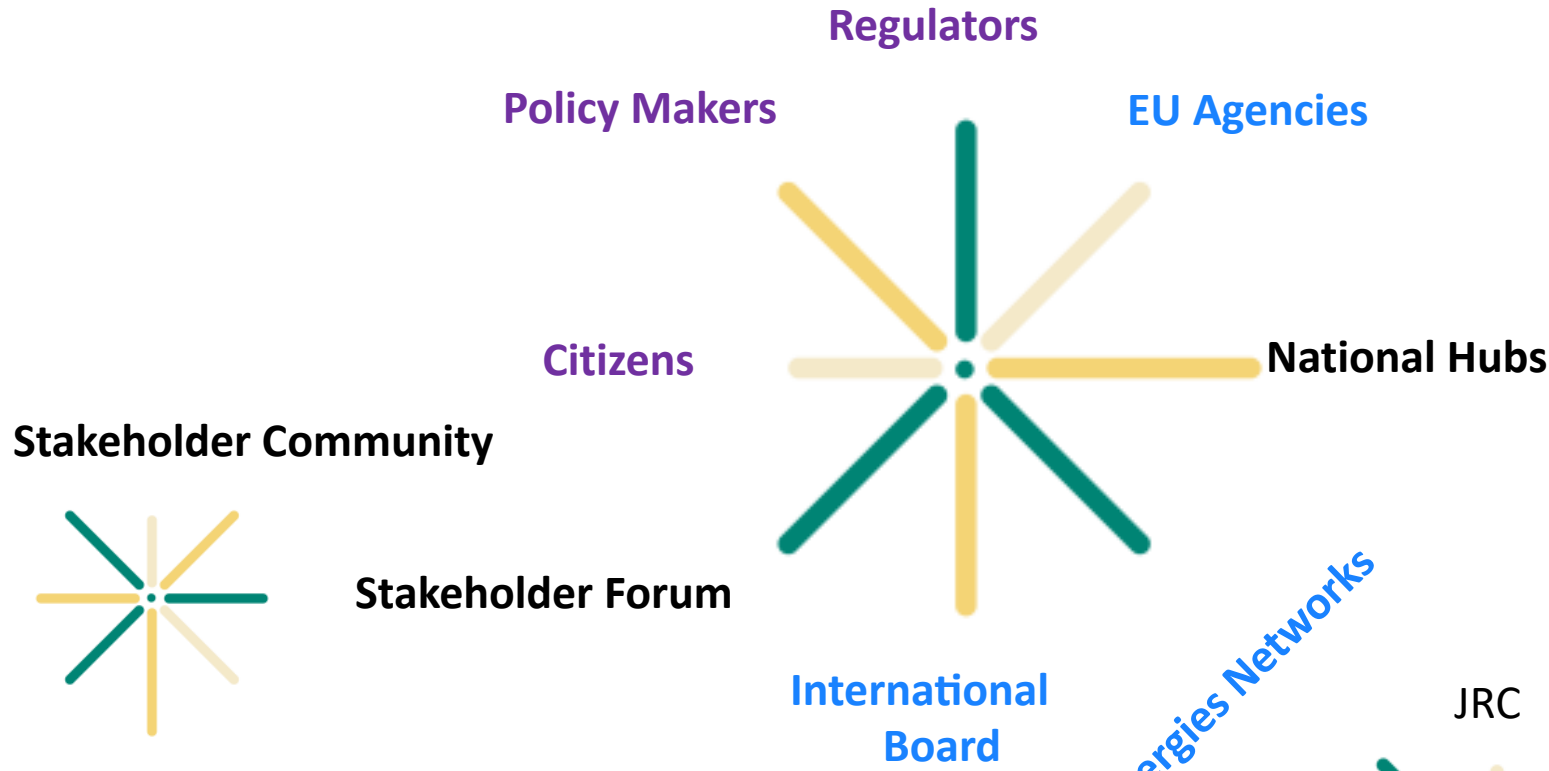 Regulators
Policy Makers
EU Agencies
Citizens
National Hubs
Stakeholder Community
Stakeholder Forum
International
Board
Networks
JRC